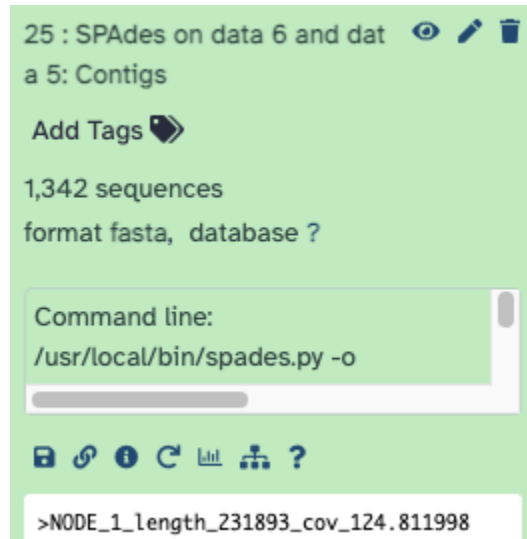 25 : SPAdes on data 6 and dat
a 5: Contigs
Add Tags
1,342 sequences
format fasta, database ?
Command line:
/usr/local/bin/spades.py -o
?
>NODE_1_length_231893_cov_124.811998